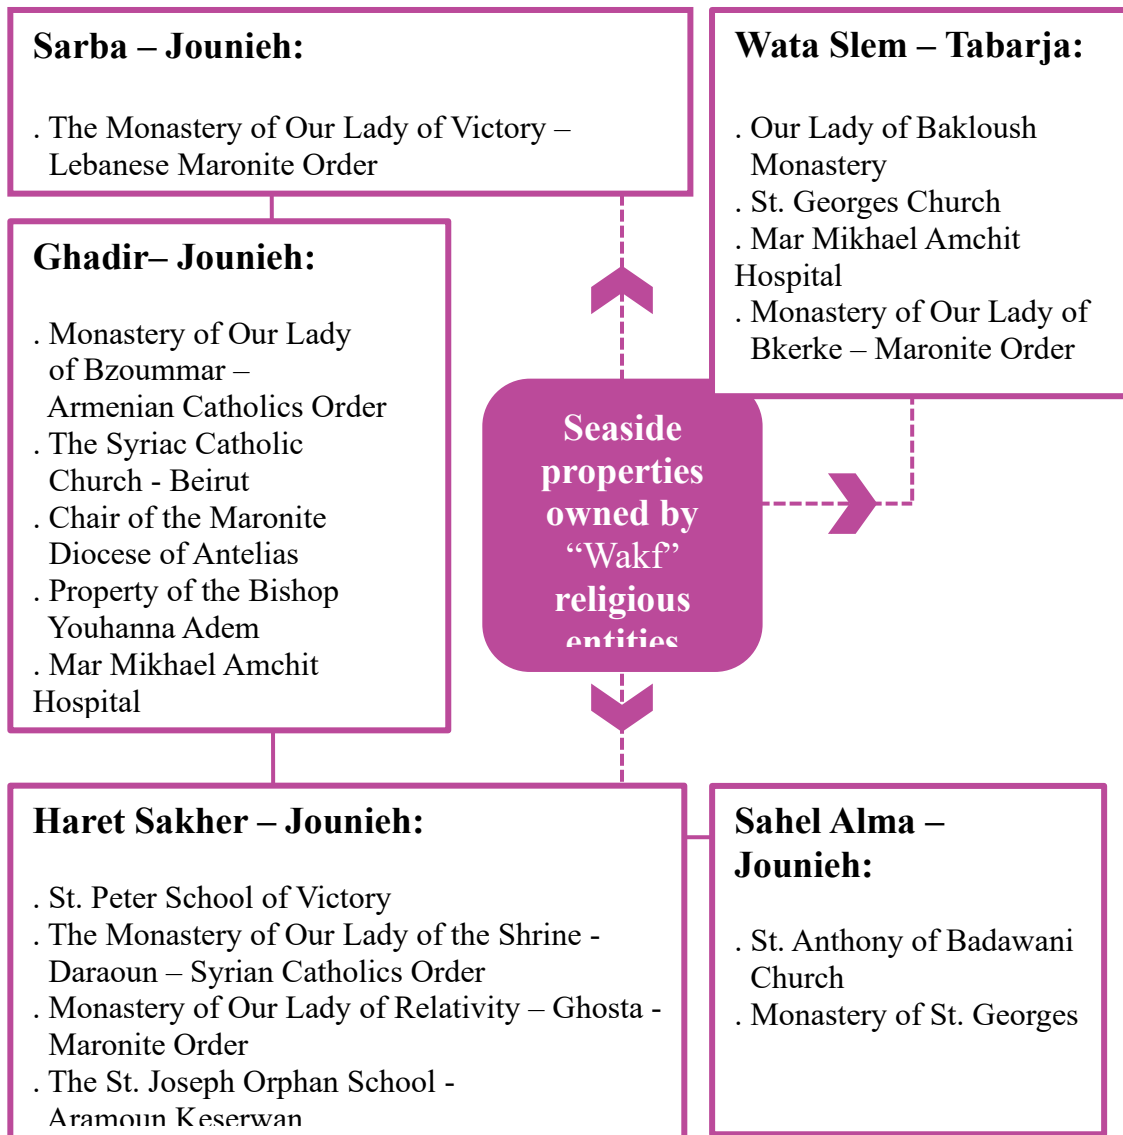 Sarba – Jounieh:
. The Monastery of Our Lady of Victory –
Lebanese Maronite Order
Wata Slem – Tabarja:
. Our Lady of Bakloush
Monastery
. St. Georges Church
. Mar Mikhael Amchit
Hospital
. Monastery of Our Lady of
Bkerke – Maronite Order
Ghadir– Jounieh:
. Monastery of Our Lady
of Bzoummar –
Armenian Catholics Order
. The Syriac Catholic
Church - Beirut
. Chair of the Maronite
Diocese of Antelias
. Property of the Bishop
Youhanna Adem
. Mar Mikhael Amchit
Hospital
Seaside
properties
owned by
“Wakf”
religious
entities
Haret Sakher – Jounieh:
. St. Peter School of Victory
. The Monastery of Our Lady of the Shrine -
Daraoun – Syrian Catholics Order
. Monastery of Our Lady of Relativity – Ghosta -
Maronite Order
. The St. Joseph Orphan School -
Aramoun Keserwan
Sahel Alma –
Jounieh:
. St. Anthony of Badawani
Church
. Monastery of St. Georges